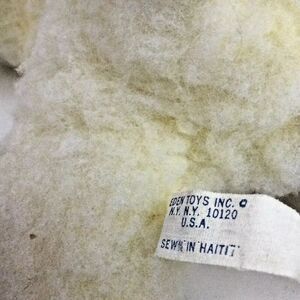 EDEN TOYS INC. ©
N.Y. N.Y. 10120
U.S.A.
SEWN IN HAITI